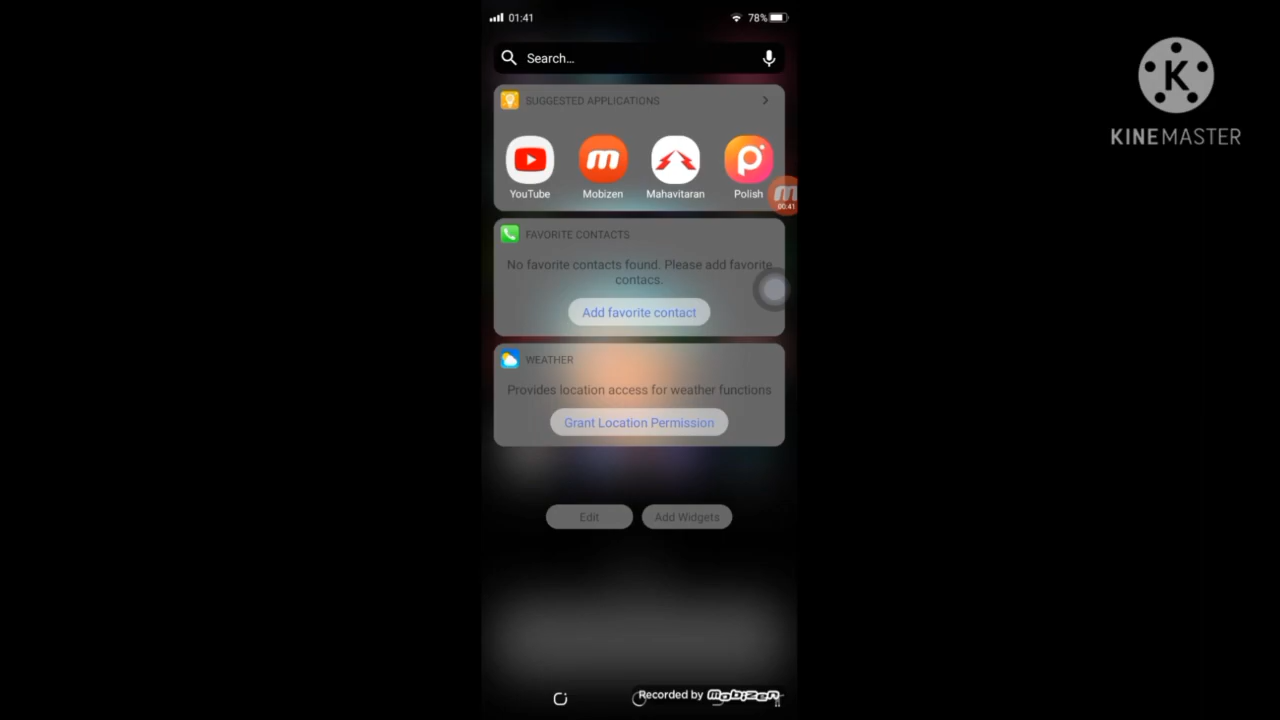 01:41
78%
Search...
SUGGESTED APPLICATIONS
YouTube
Mobizen
Mahavitaran
Polish
00:41
FAVORITE CONTACTS
No favorite contacts found. Please add favorite
contacs.
Add favorite contact
WEATHER
Provides location access for weather functions
Grant Location Permission
Edit
Add Widgets
Recorded by mobizen
K
KINEMASTER